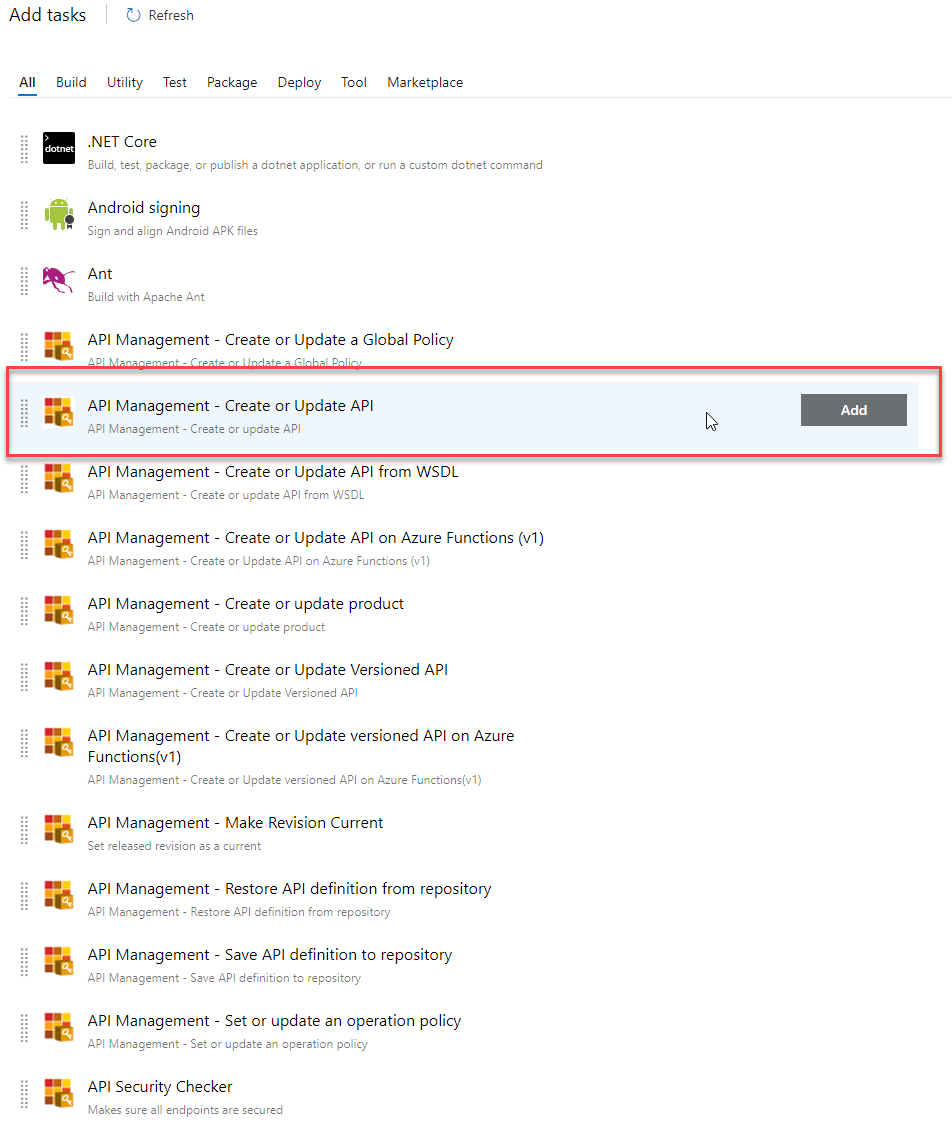 Add tasks
Refresh
All Build Utility Test Package Deploy Tool Marketplace
>
dotnet
.NET Core
Build, test, package, or publish a dotnet application, or run a custom dotnet command
Android signing
Sign and align Android APK files
Ant
Build with Apache Ant
API Management - Create or Update a Global Policy
API Management - Create or Update a Global Policy
API Management - Create or Update API
Add
API Management - Create or update API
API Management - Create or Update API from WSDL
API Management - Create or update API from WSDL
API Management - Create or Update API on Azure Functions (v1)
API Management - Create or Update API on Azure Functions (v1)
API Management - Create or update product
API Management - Create or update product
API Management - Create or Update Versioned API
API Management - Create or Update Versioned API
API Management - Create or Update versioned API on Azure
Functions(v1)
API Management - Create or Update versioned API on Azure Functions(v1)
API Management - Make Revision Current
Set released revision as a current
API Management - Restore API definition from repository
API Management - Restore API definition from repository
API Management - Save API definition to repository
API Management - Save API definition to repository
API Management - Set or update an operation policy
API Management - Set or update an operation policy
API Security Checker
Makes sure all endpoints are secured